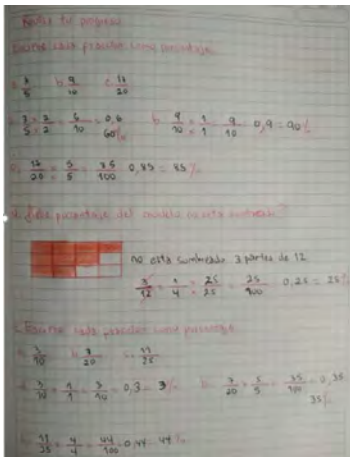 Revisa tu progreso
Escribe cada fracción como porcentaje
a. 3/5 b. 9/10 c. 17/20
3/5 × 2/2 = 6/10 = 0,6 60% b. 9/10 × 1/1 = 9/10 = 0,9 = 90%
17/20 × 5/5 = 85/100 0,85 = 85%
porcentaje del modelo no está sombreado?
no esta sombreado 3 partes de 12
3/12 = 1/4 × 25/25 = 25/100 0,25 = 25%
Escribe cada fracción como porcentaje
a. 3/10 b. 7/20 c. 11/25
3/10 × 1/1 = 3/10 = 0,3 = 3% b. 7/20 × 5/5 = 35/100 = 0,35
35%
11/25 × 4/4 = 44/100 = 0,44 = 44%